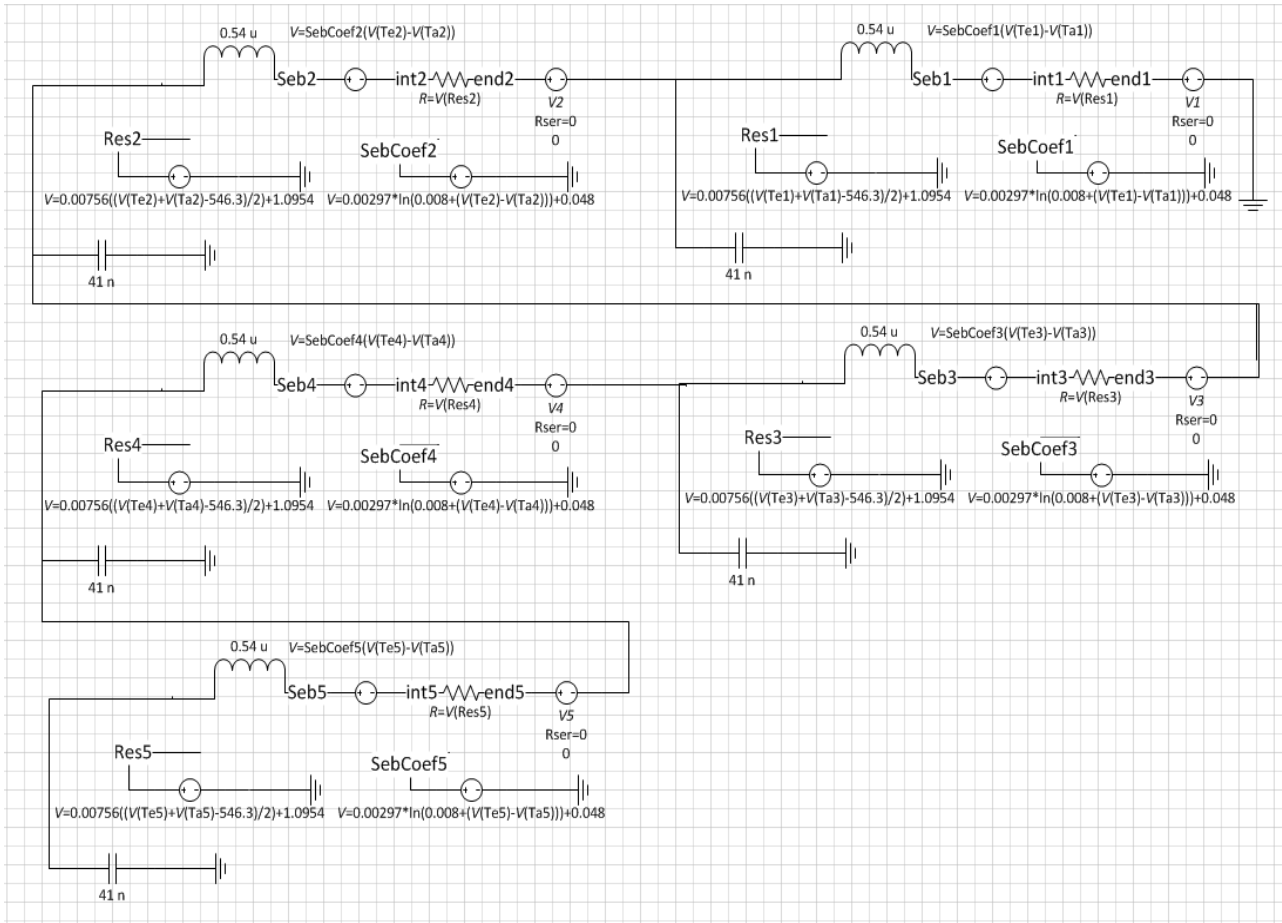 0.54 u V=SebCoef2(V(Te2)-V(Ta2))
Seb2 int2 end2
R=V(Res2)
V2
Rser=0
0
Res2
SebCoef2
V=0.00756((V(Te2)+V(Ta2)-546.3)/2)+1.0954 V=0.00297*ln(0.008+(V(Te2)-V(Ta2)))+0.048
41 n
0.54 u V=SebCoef1(V(Te1)-V(Ta1))
Seb1 int1 end1
R=V(Res1)
V1
Rser=0
0
Res1
SebCoef1
V=0.00756((V(Te1)+V(Ta1)-546.3)/2)+1.0954 V=0.00297*ln(0.008+(V(Te1)-V(Ta1)))+0.048
41 n
0.54 u V=SebCoef4(V(Te4)-V(Ta4))
Seb4 int4 end4
R=V(Res4)
V4
Rser=0
0
Res4
SebCoef4
V=0.00756((V(Te4)+V(Ta4)-546.3)/2)+1.0954 V=0.00297*ln(0.008+(V(Te4)-V(Ta4)))+0.048
41 n
0.54 u V=SebCoef3(V(Te3)-V(Ta3))
Seb3 int3 end3
R=V(Res3)
V3
Rser=0
0
Res3
SebCoef3
V=0.00756((V(Te3)+V(Ta3)-546.3)/2)+1.0954 V=0.00297*ln(0.008+(V(Te3)-V(Ta3)))+0.048
41 n
0.54 u V=SebCoef5(V(Te5)-V(Ta5))
Seb5 int5 end5
R=V(Res5)
V5
Rser=0
0
Res5
SebCoef5
V=0.00756((V(Te5)+V(Ta5)-546.3)/2)+1.0954 V=0.00297*ln(0.008+(V(Te5)-V(Ta5)))+0.048
41 n